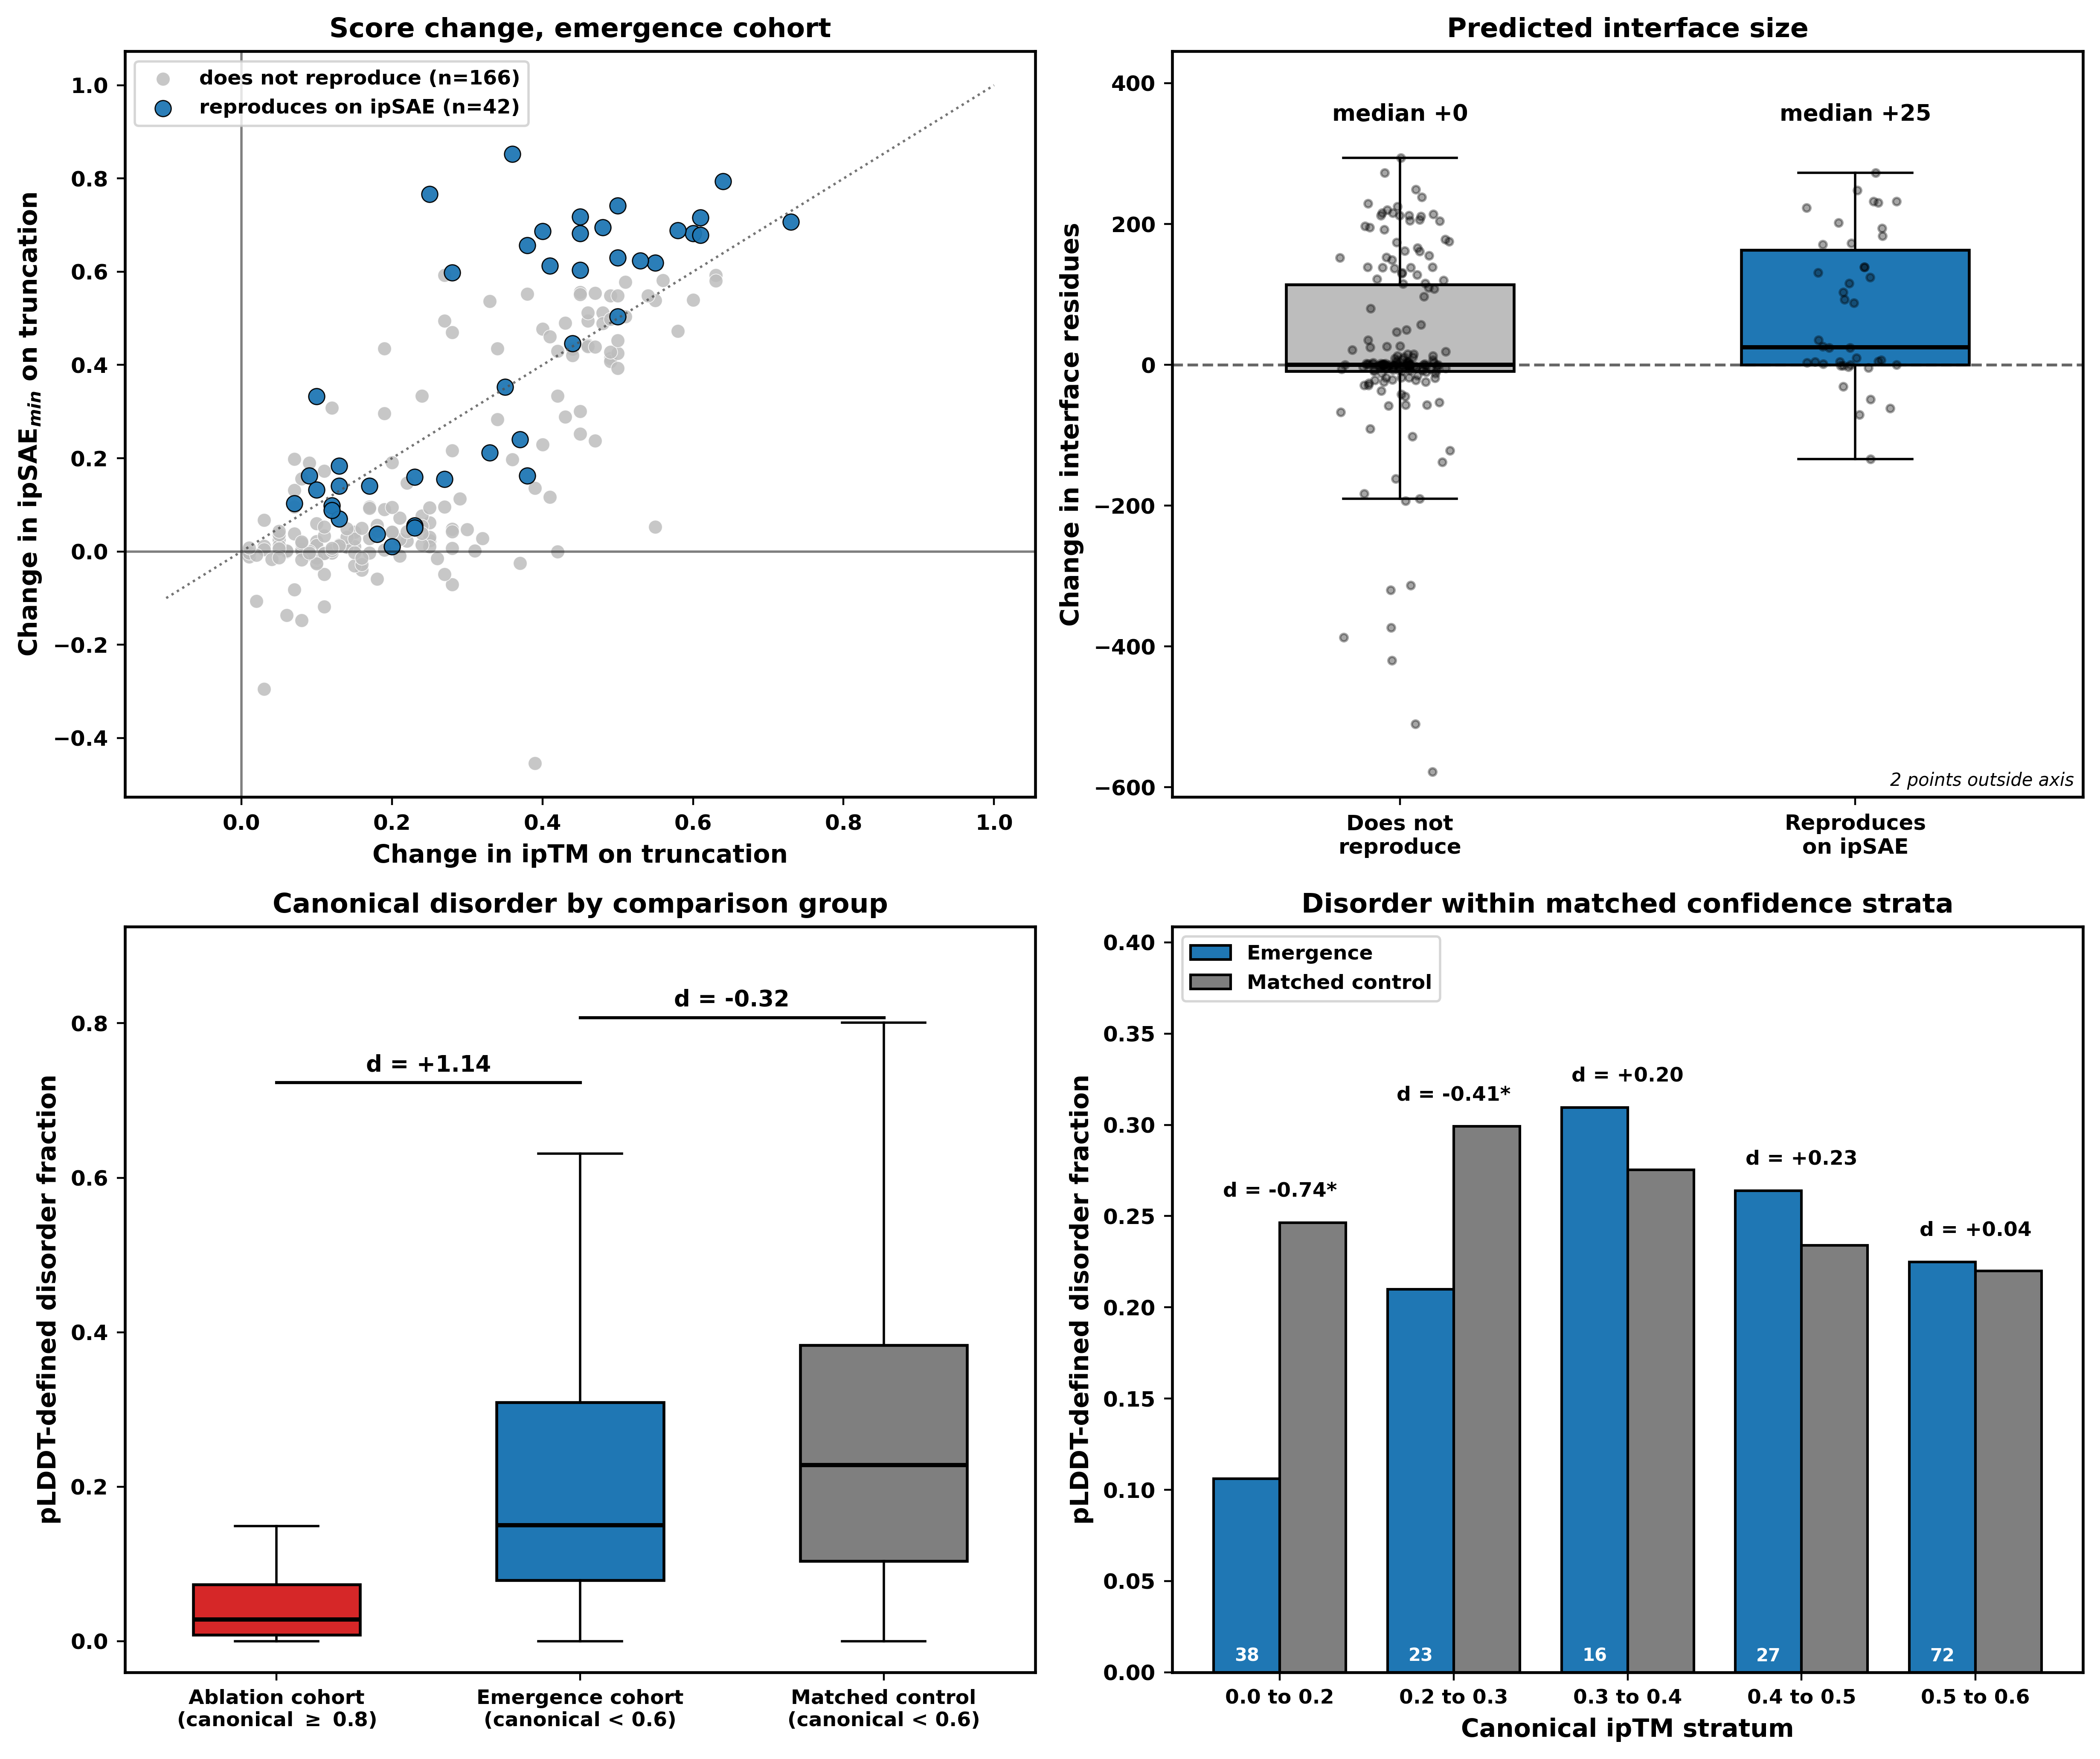 Score change, emergence cohort
does not reproduce (n=166)
reproduces on ipSAE (n=42)
Change in ipSAEmin on truncation
1.0
0.8
0.6
0.4
0.2
0.0
−0.2
−0.4
0.0 0.2 0.4 0.6 0.8 1.0
Change in ipTM on truncation
Predicted interface size
median +0
median +25
Change in interface residues
400
200
0
−200
−400
−600
2 points outside axis
Does not
reproduce
Reproduces
on ipSAE
Canonical disorder by comparison group
d = -0.32
d = +1.14
pLDDT-defined disorder fraction
0.8
0.6
0.4
0.2
0.0
Ablation cohort
(canonical ≥ 0.8)
Emergence cohort
(canonical < 0.6)
Matched control
(canonical < 0.6)
Disorder within matched confidence strata
Emergence
Matched control
pLDDT-defined disorder fraction
0.40
0.35
0.30
0.25
0.20
0.15
0.10
0.05
0.00
d = -0.74*
d = -0.41*
d = +0.20
d = +0.23
d = +0.04
38 23 16 27 72
0.0 to 0.2 0.2 to 0.3 0.3 to 0.4 0.4 to 0.5 0.5 to 0.6
Canonical ipTM stratum